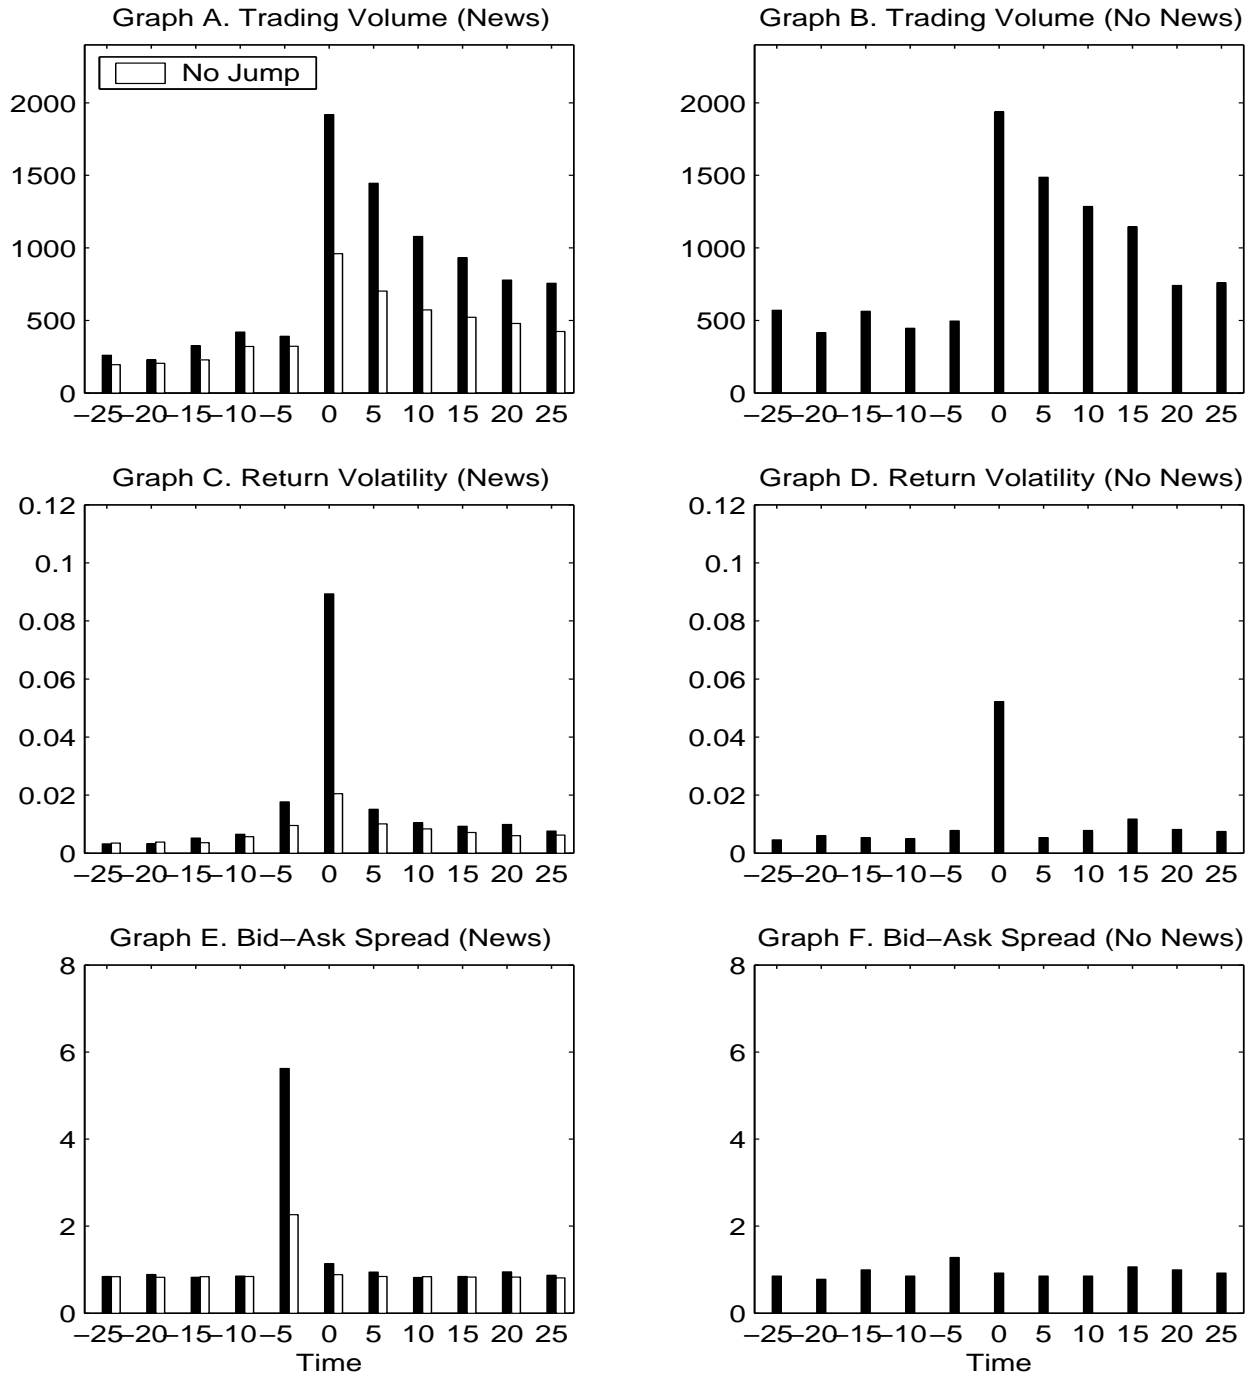 Graph A. Trading Volume (News)
No Jump
2000
1500
1000
500
0
−25 −20 −15 −10 −5 0 5 10 15 20 25
Graph B. Trading Volume (No News)
2000
1500
1000
500
0
−25 −20 −15 −10 −5 0 5 10 15 20 25
Graph C. Return Volatility (News)
0.12
0.1
0.08
0.06
0.04
0.02
0
−25 −20 −15 −10 −5 0 5 10 15 20 25
Graph D. Return Volatility (No News)
0.12
0.1
0.08
0.06
0.04
0.02
0
−25 −20 −15 −10 −5 0 5 10 15 20 25
Graph E. Bid−Ask Spread (News)
8
6
4
2
0
−25 −20 −15 −10 −5 0 5 10 15 20 25
Time
Graph F. Bid−Ask Spread (No News)
8
6
4
2
0
−25 −20 −15 −10 −5 0 5 10 15 20 25
Time